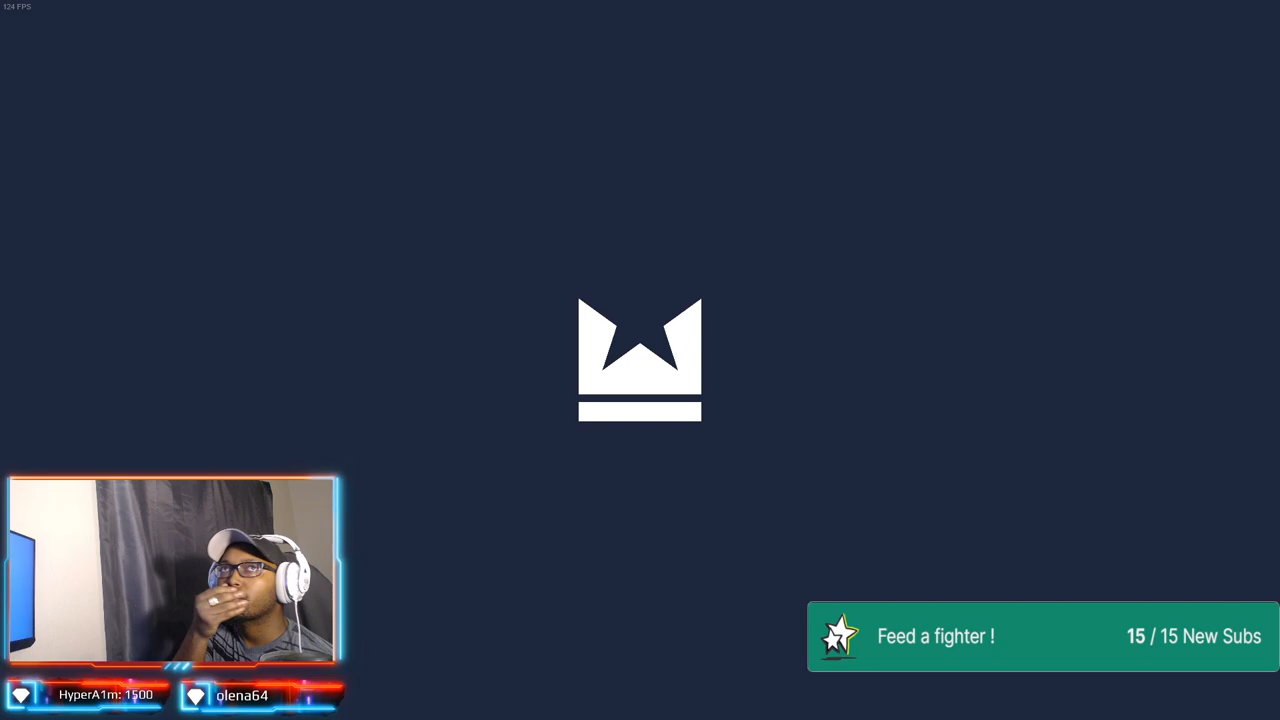 124 FPS
Feed a fighter !
15 / 15 New Subs
HyperA1m: 1500
olena64